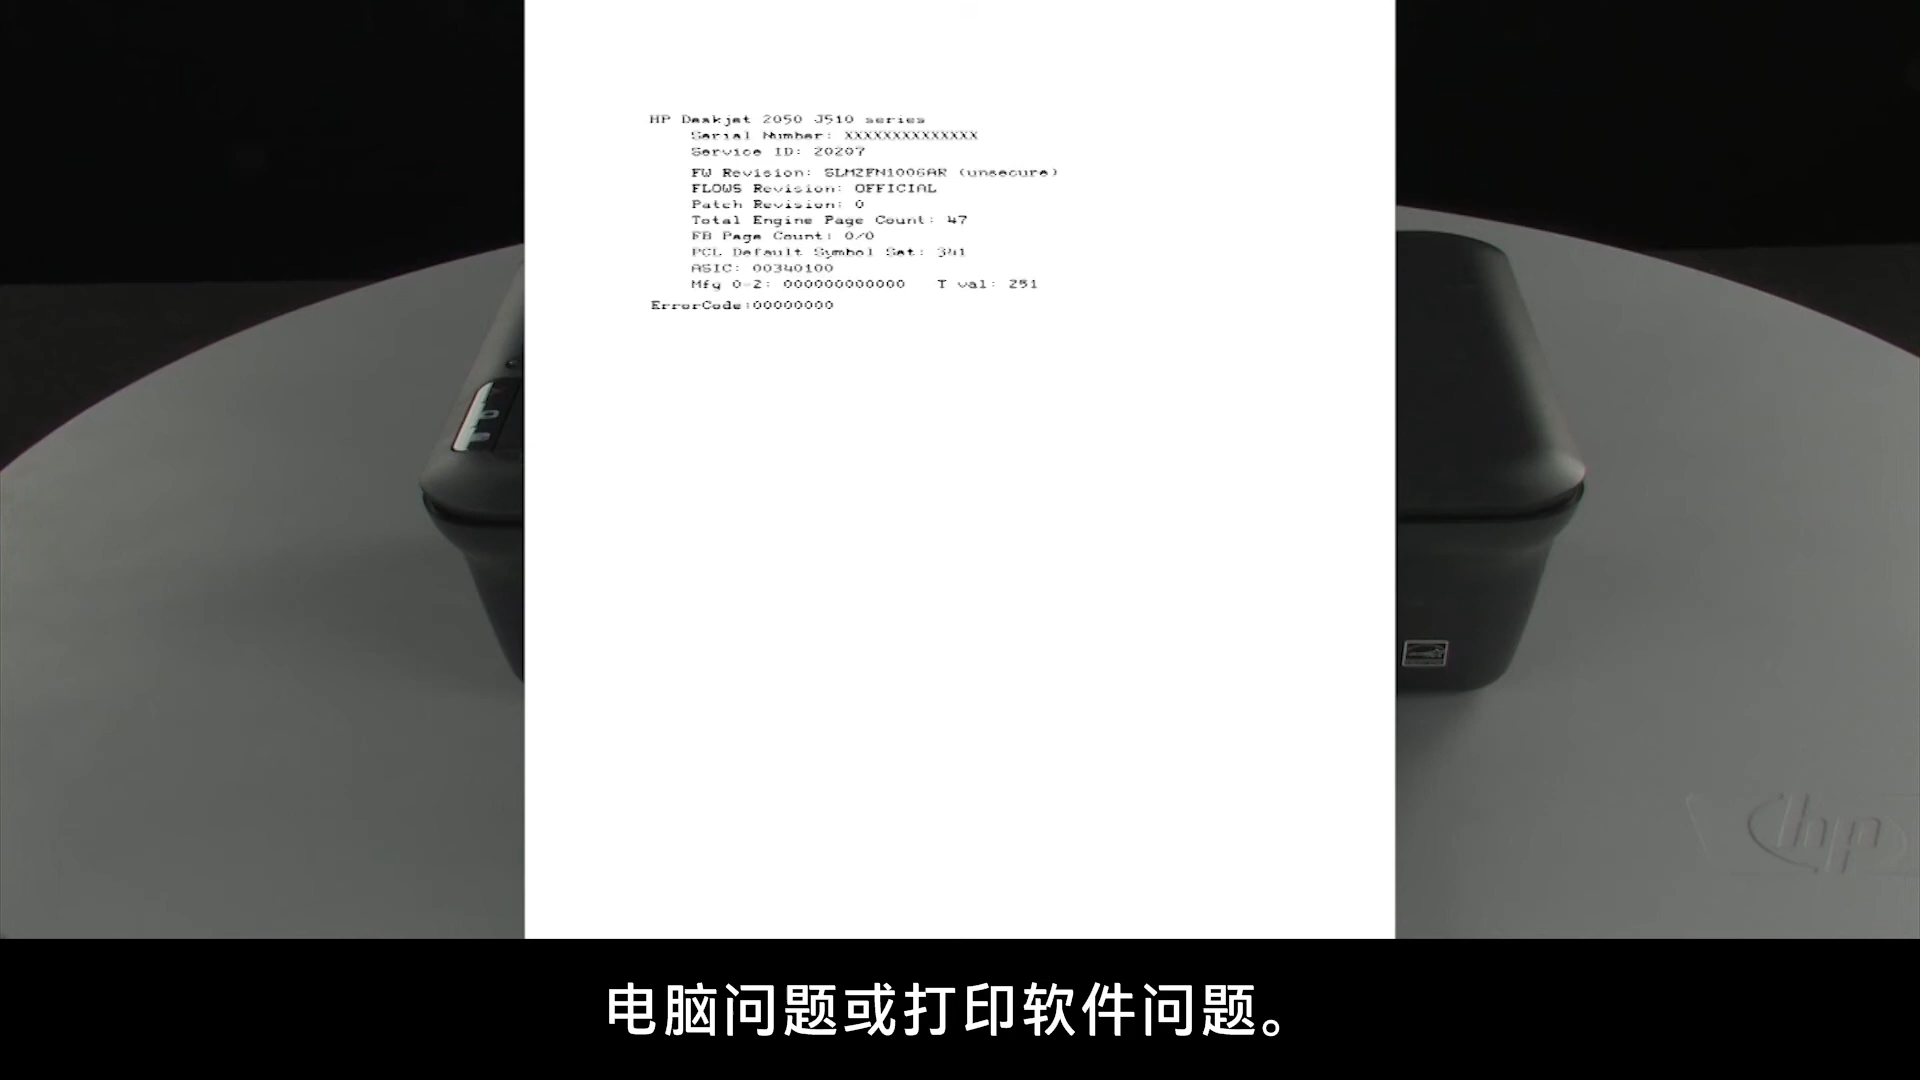 HP Deskjet 2050 J510 series
Serial Number: XXXXXXXXXXXXXX
Service ID: 20207
FW Revision: SLM2FN1006AR (unsecure)
FLOWS Revision: OFFICIAL
Patch Revision: 0
Total Engine Page Count: 47
FB Page Count: 0/0
PCL Default Symbol Set: 341
ASIC: 00340100
Mfg 0-2: 000000000000 T val: 251
ErrorCode:00000000
hp
电脑问题或打印软件问题。